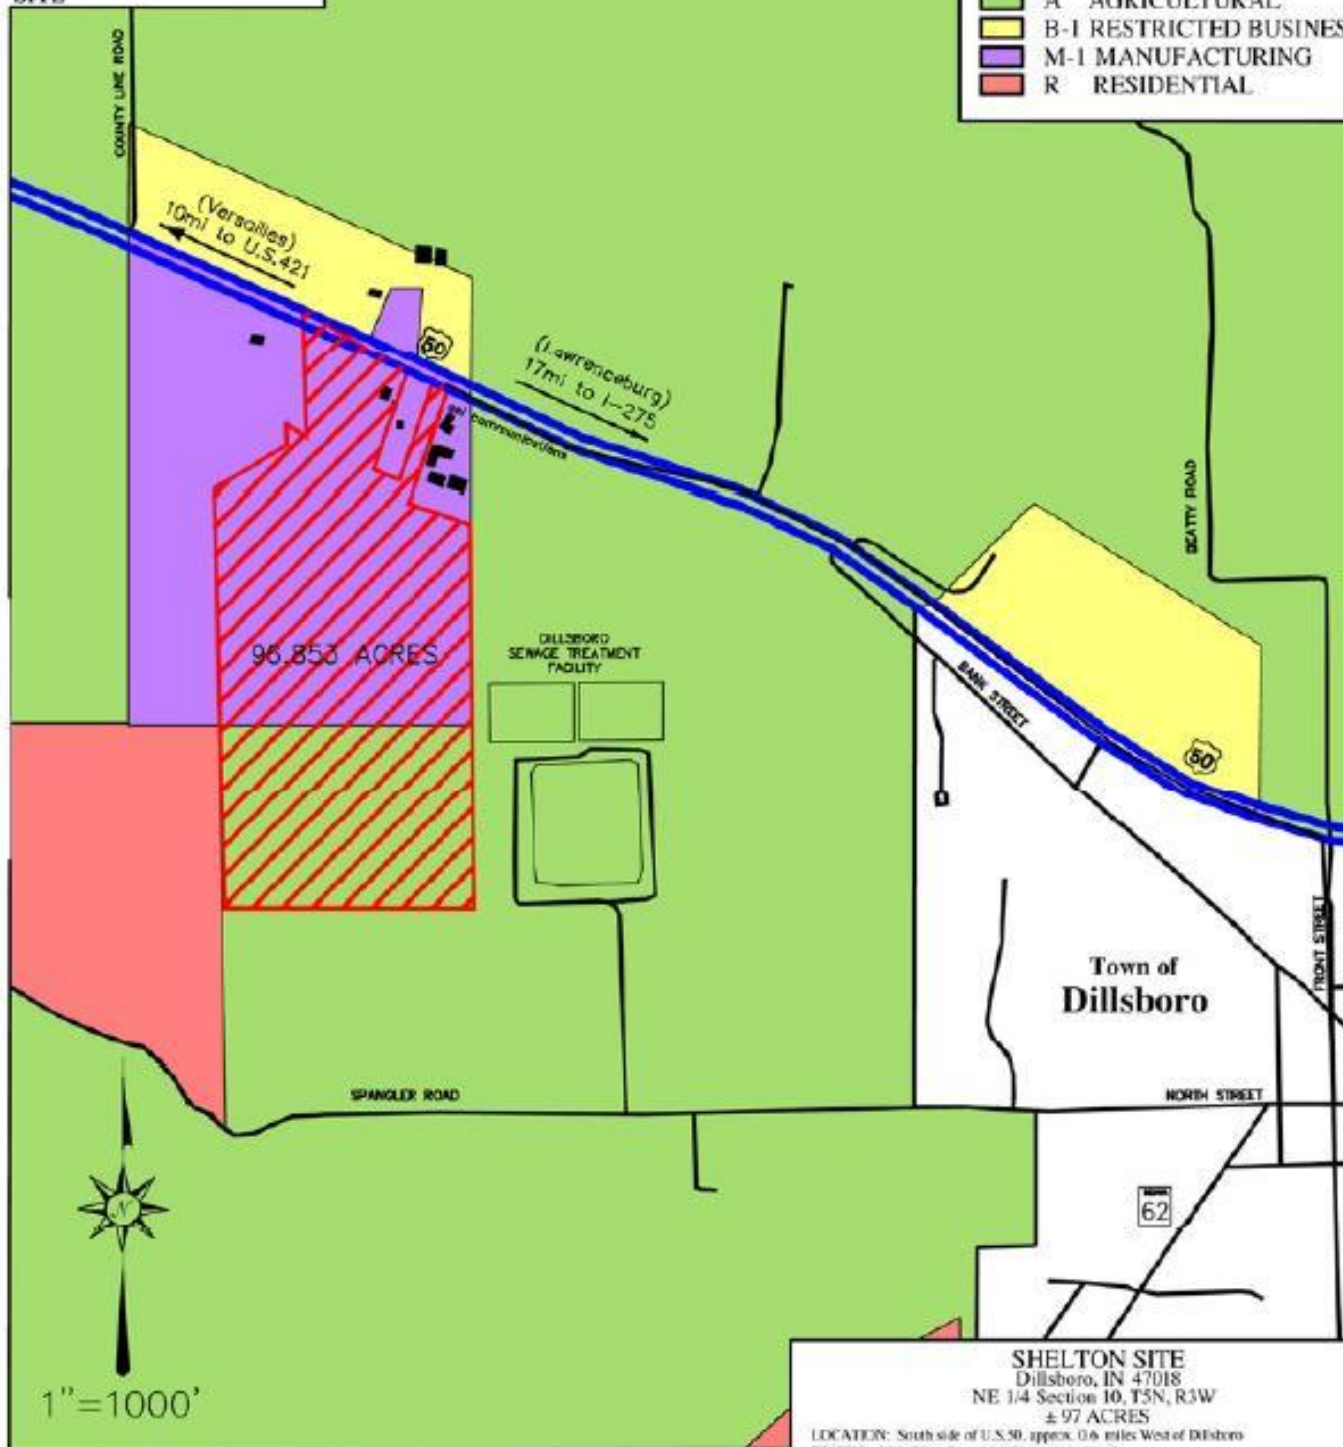 A AGRICULTURAL
B-1 RESTRICTED BUSINES
M-1 MANUFACTURING
R RESIDENTIAL
COUNTY LINE ROAD
(Versailles)
10mi to U.S.421
50
(Lawrenceburg)
17mi to I-275
communications
BEATTY ROAD
96.853 ACRES
DILLSBORO
SEWAGE TREATMENT
FACILITY
BANK STREET
50
FRONT STREET
Town of
Dillsboro
SPANGLER ROAD
NORTH STREET
N
62
1"=1000'
SHELTON SITE
Dillsboro, IN 47018
NE 1/4 Section 10, T5N, R3W
± 97 ACRES
LOCATION: South side of U.S.50, approx. 0.6 miles West of Dillsboro